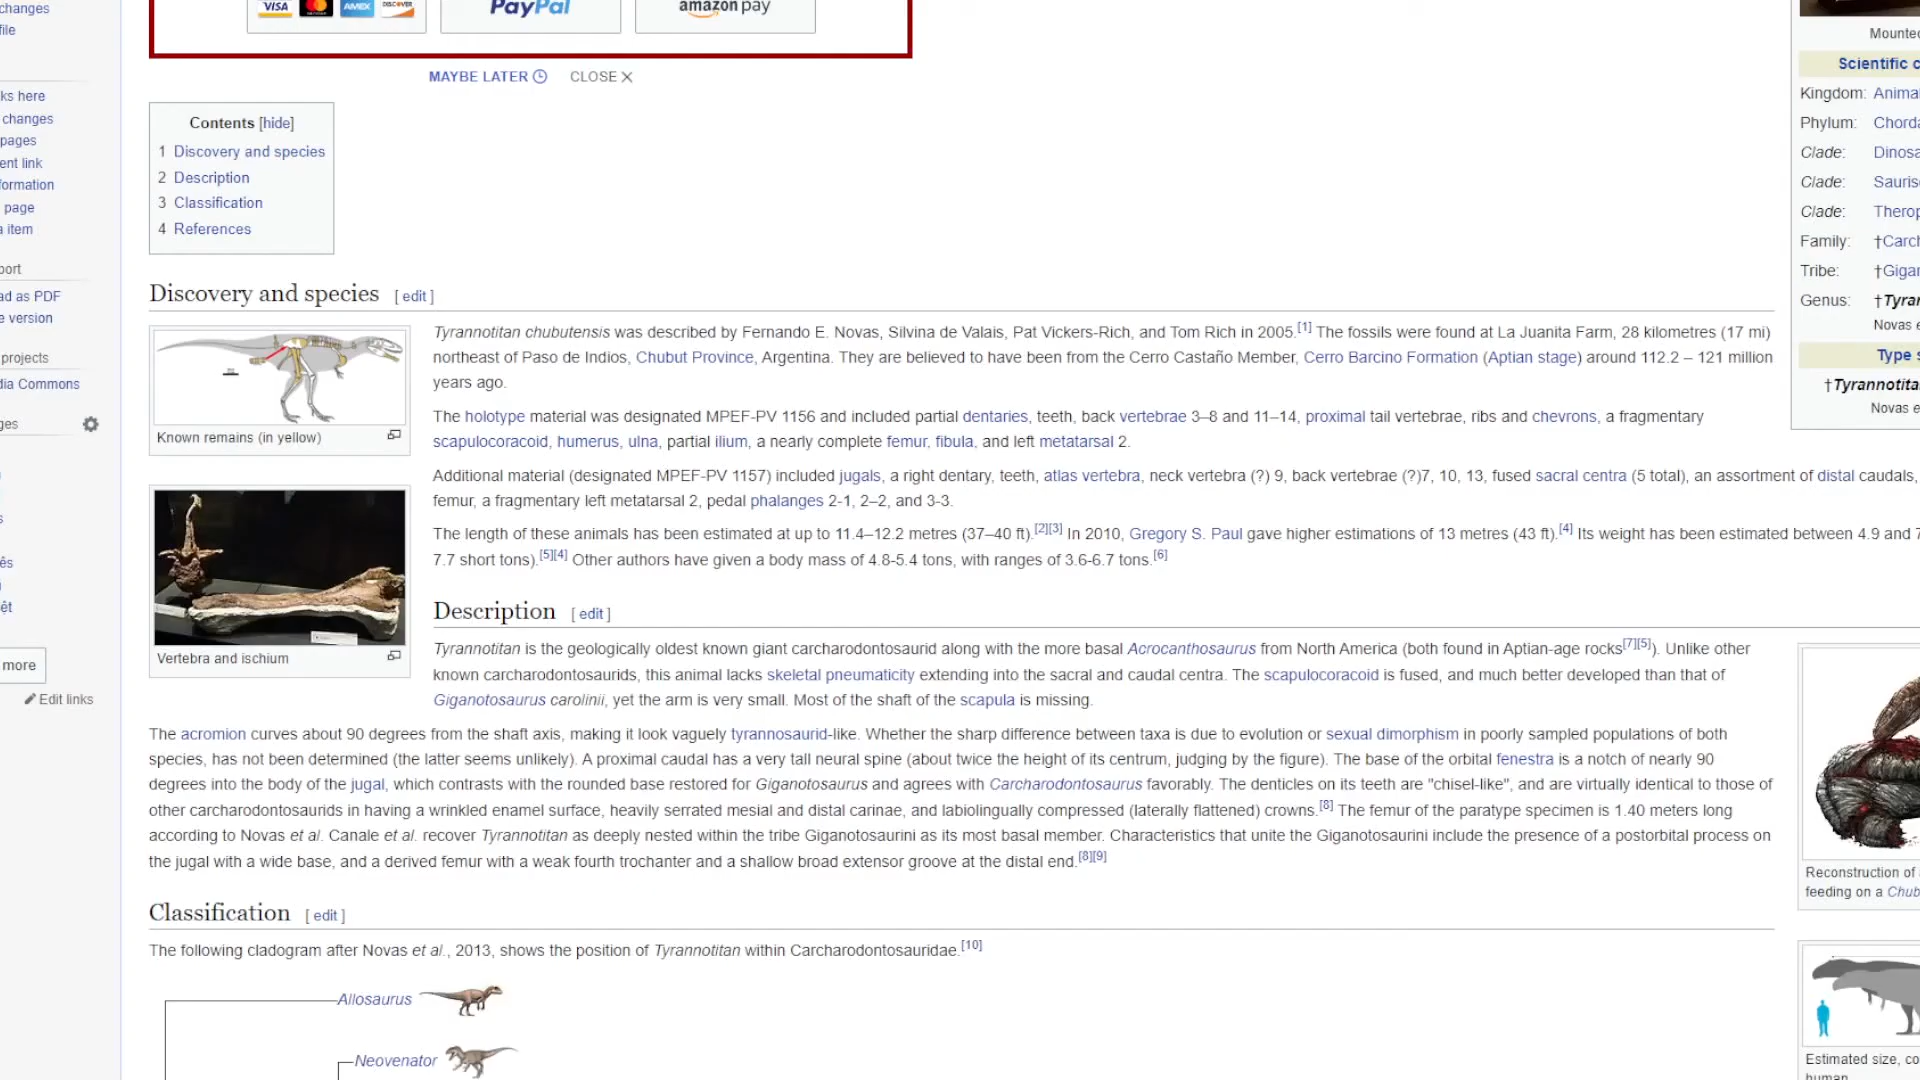 changes
file
VISA AMEX DISCOVER
PayPal
amazon pay
MAYBE LATER CLOSE
ks here
changes
pages
ent link
formation
page
a item
port
ad as PDF
e version
projects
dia Commons
ges
és
ệt
more
Edit links
Contents [hide]
1 Discovery and species
2 Description
3 Classification
4 References
Discovery and species [ edit ]
Known remains (in yellow)
Vertebra and ischium
Tyrannotitan chubutensis was described by Fernando E. Novas, Silvina de Valais, Pat Vickers-Rich, and Tom Rich in 2005.[1] The fossils were found at La Juanita Farm, 28 kilometres (17 mi)
northeast of Paso de Indios, Chubut Province, Argentina. They are believed to have been from the Cerro Castaño Member, Cerro Barcino Formation (Aptian stage) around 112.2 – 121 million
years ago.
The holotype material was designated MPEF-PV 1156 and included partial dentaries, teeth, back vertebrae 3–8 and 11–14, proximal tail vertebrae, ribs and chevrons, a fragmentary
scapulocoracoid, humerus, ulna, partial ilium, a nearly complete femur, fibula, and left metatarsal 2.
Additional material (designated MPEF-PV 1157) included jugals, a right dentary, teeth, atlas vertebra, neck vertebra (?) 9, back vertebrae (?)7, 10, 13, fused sacral centra (5 total), an assortment of distal caudals,
femur, a fragmentary left metatarsal 2, pedal phalanges 2-1, 2–2, and 3-3.
The length of these animals has been estimated at up to 11.4–12.2 metres (37–40 ft).[2][3] In 2010, Gregory S. Paul gave higher estimations of 13 metres (43 ft).[4] Its weight has been estimated between 4.9 and 7
7.7 short tons).[5][4] Other authors have given a body mass of 4.8-5.4 tons, with ranges of 3.6-6.7 tons.[6]
Description [ edit ]
Tyrannotitan is the geologically oldest known giant carcharodontosaurid along with the more basal Acrocanthosaurus from North America (both found in Aptian-age rocks[7][5]). Unlike other
known carcharodontosaurids, this animal lacks skeletal pneumaticity extending into the sacral and caudal centra. The scapulocoracoid is fused, and much better developed than that of
Giganotosaurus carolinii, yet the arm is very small. Most of the shaft of the scapula is missing.
The acromion curves about 90 degrees from the shaft axis, making it look vaguely tyrannosaurid-like. Whether the sharp difference between taxa is due to evolution or sexual dimorphism in poorly sampled populations of both
species, has not been determined (the latter seems unlikely). A proximal caudal has a very tall neural spine (about twice the height of its centrum, judging by the figure). The base of the orbital fenestra is a notch of nearly 90
degrees into the body of the jugal, which contrasts with the rounded base restored for Giganotosaurus and agrees with Carcharodontosaurus favorably. The denticles on its teeth are "chisel-like", and are virtually identical to those of
other carcharodontosaurids in having a wrinkled enamel surface, heavily serrated mesial and distal carinae, and labiolingually compressed (laterally flattened) crowns.[8] The femur of the paratype specimen is 1.40 meters long
according to Novas et al. Canale et al. recover Tyrannotitan as deeply nested within the tribe Giganotosaurini as its most basal member. Characteristics that unite the Giganotosaurini include the presence of a postorbital process on
the jugal with a wide base, and a derived femur with a weak fourth trochanter and a shallow broad extensor groove at the distal end.[8][9]
Classification [ edit ]
The following cladogram after Novas et al., 2013, shows the position of Tyrannotitan within Carcharodontosauridae.[10]
Allosaurus
Neovenator
Mounted
Scientific c
Kingdom: Animal
Phylum: Chorda
Clade: Dinosa
Clade: Sauris
Clade: Therop
Family: †Carch
Tribe: †Gigan
Genus: †Tyran
Novas e
Type s
†Tyrannotita
Novas e
Reconstruction of
feeding on a Chub
Estimated size, co
human